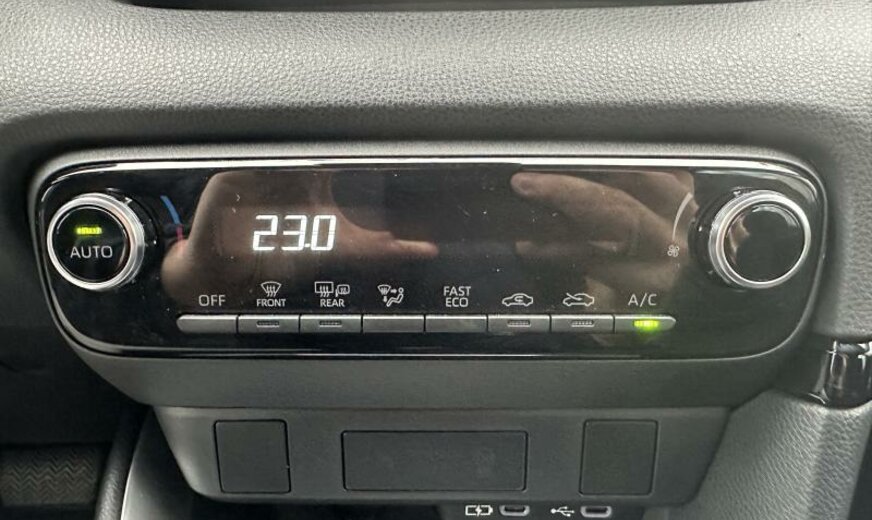 23.0
AUTO
OFF
FRONT
REAR
FAST
ECO
A/C